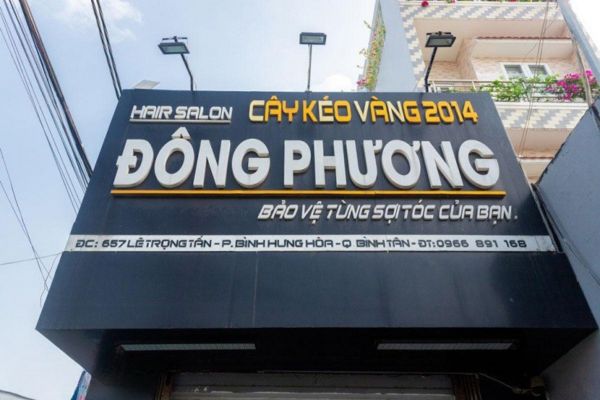 HAIR SALON CÂY KÉO VÀNG 2014
ĐÔNG PHƯƠNG
BẢO VỆ TỪNG SỢI TÓC CỦA BẠN.
ĐC: 657 LÊ TRỌNG TẤN - P. BÌNH HƯNG HÒA - Q BÌNH TÂN - ĐT: 0966 891 168